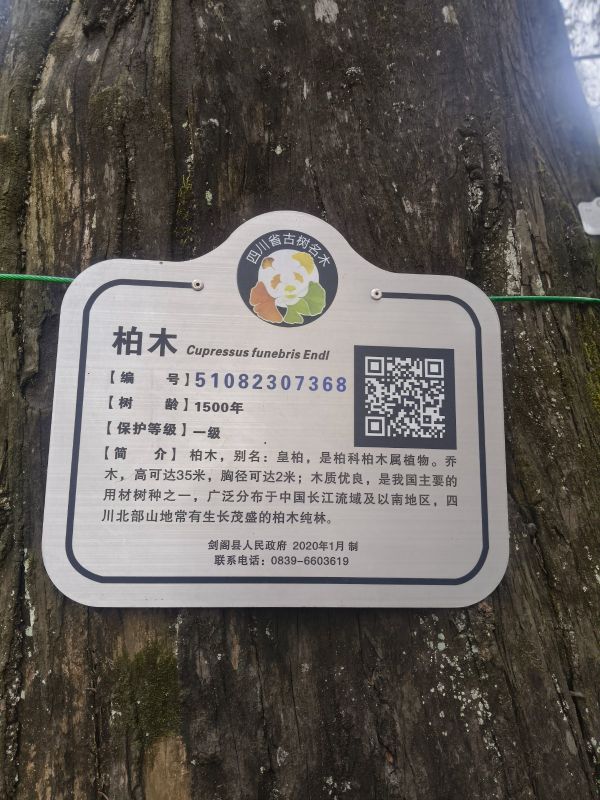 四川省古树名木
柏木 Cupressus funebris Endl
【编 号】51082307368
【树 龄】1500年
【保护等级】一级
【简 介】柏木，别名：皇柏，是柏科柏木属植物。乔
木，高可达35米，胸径可达2米；木质优良，是我国主要的
用材树种之一，广泛分布于中国长江流域及以南地区，四
川北部山地常有生长茂盛的柏木纯林。
剑阁县人民政府 2020年1月 制
联系电话：0839-6603619